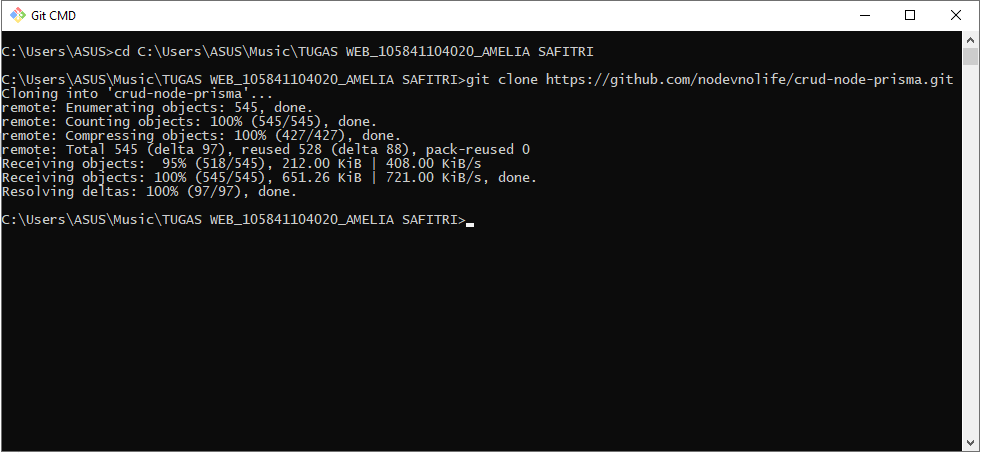 Git CMD
C:\Users\ASUS>cd C:\Users\ASUS\Music\TUGAS WEB_105841104020_AMELIA SAFITRI
C:\Users\ASUS\Music\TUGAS WEB_105841104020_AMELIA SAFITRI>git clone https://github.com/nodevnolife/crud-node-prisma.git
Cloning into 'crud-node-prisma'...
remote: Enumerating objects: 545, done.
remote: Counting objects: 100% (545/545), done.
remote: Compressing objects: 100% (427/427), done.
remote: Total 545 (delta 97), reused 528 (delta 88), pack-reused 0
Receiving objects:  95% (518/545), 212.00 KiB | 408.00 KiB/s
Receiving objects: 100% (545/545), 651.26 KiB | 721.00 KiB/s, done.
Resolving deltas: 100% (97/97), done.
C:\Users\ASUS\Music\TUGAS WEB_105841104020_AMELIA SAFITRI>